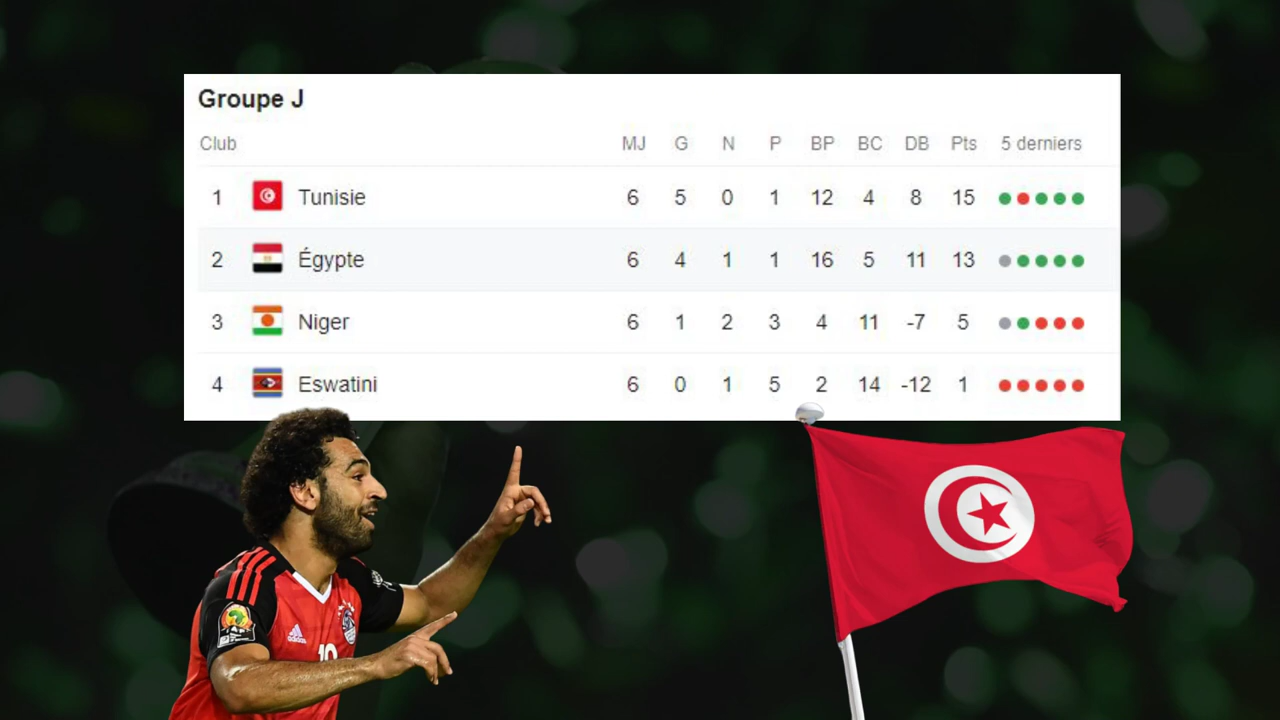 Groupe J
Club MJ G N P BP BC DB Pts 5 derniers
1 Tunisie 6 5 0 1 12 4 8 15
2 Égypte 6 4 1 1 16 5 11 13
3 Niger 6 1 2 3 4 11 -7 5
4 Eswatini 6 0 1 5 2 14 -12 1
adidas
10